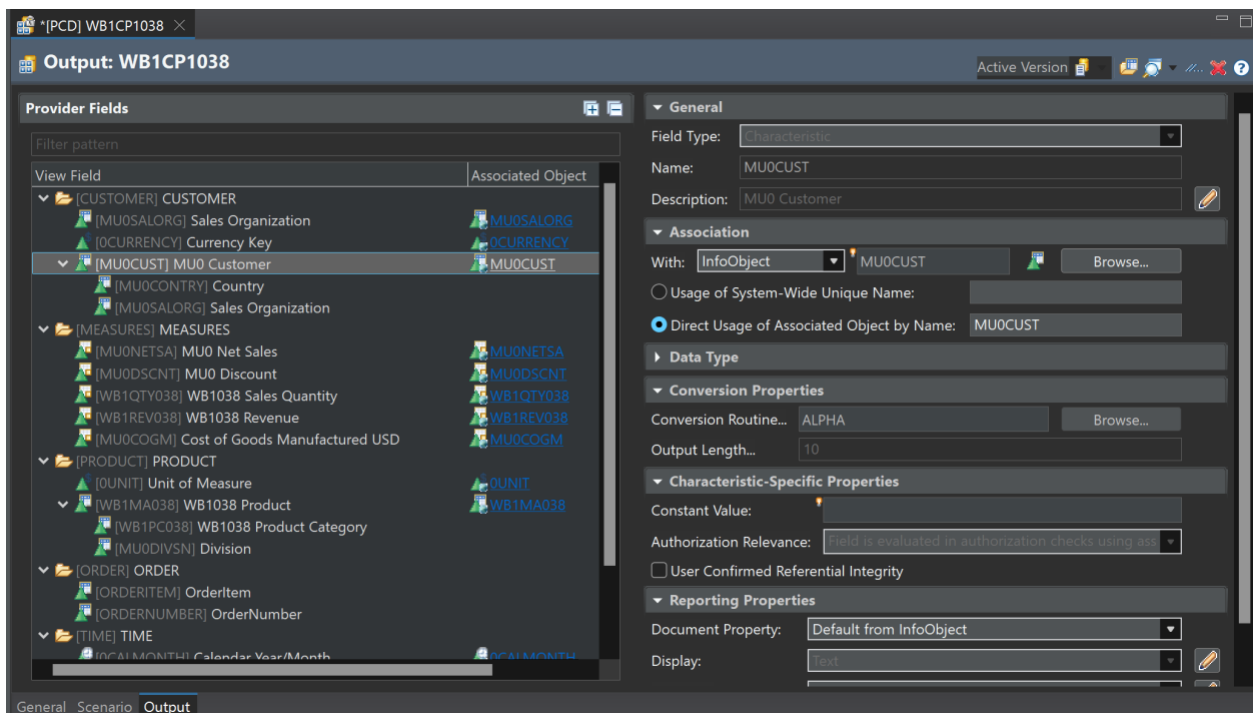 *[PCD] WB1CP1038
Output: WB1CP1038
Active Version
Provider Fields
Filter pattern
View Field Associated Object
[CUSTOMER] CUSTOMER
[MU0SALORG] Sales Organization MU0SALORG
[0CURRENCY] Currency Key 0CURRENCY
[MU0CUST] MU0 Customer MU0CUST
[MU0CONTRY] Country
[MU0SALORG] Sales Organization
[MEASURES] MEASURES
[MU0NETSA] MU0 Net Sales MU0NETSA
[MU0DSCNT] MU0 Discount MU0DSCNT
[WB1QTY038] WB1038 Sales Quantity WB1QTY038
[WB1REV038] WB1038 Revenue WB1REV038
[MU0COGM] Cost of Goods Manufactured USD MU0COGM
[PRODUCT] PRODUCT
[0UNIT] Unit of Measure 0UNIT
[WB1MA038] WB1038 Product WB1MA038
[WB1PC038] WB1038 Product Category
[MU0DIVSN] Division
[ORDER] ORDER
[ORDERITEM] OrderItem
[ORDERNUMBER] OrderNumber
[TIME] TIME
[0CALMONTH] Calendar Year/Month 0CALMONTH
General
Field Type: Characteristic
Name: MU0CUST
Description: MU0 Customer
Association
With: InfoObject MU0CUST Browse...
Usage of System-Wide Unique Name:
Direct Usage of Associated Object by Name: MU0CUST
Data Type
Conversion Properties
Conversion Routine... ALPHA Browse...
Output Length... 10
Characteristic-Specific Properties
Constant Value:
Authorization Relevance: Field is evaluated in authorization checks using ass
User Confirmed Referential Integrity
Reporting Properties
Document Property: Default from InfoObject
Display: Text
General Scenario Output